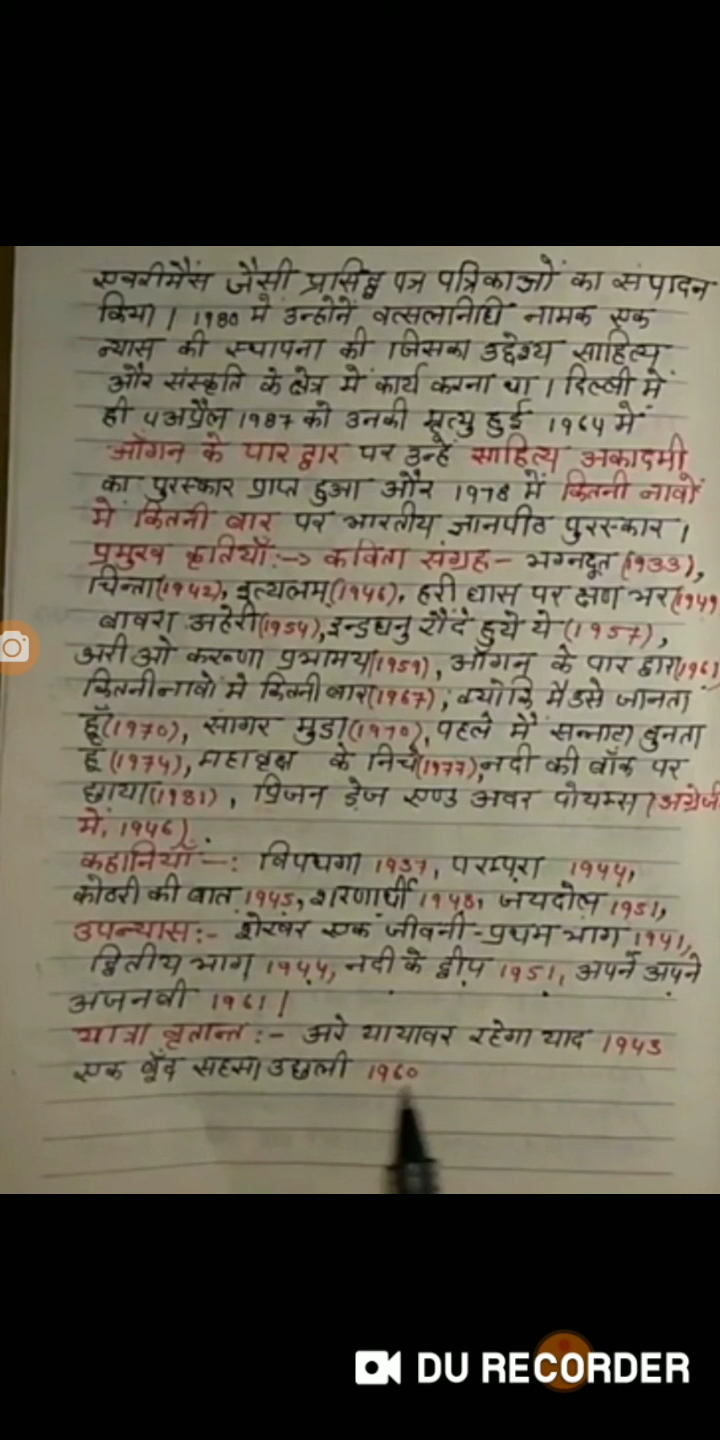 एवरीमैंस जैसी प्रसिद्ध पत्र पत्रिकाओं का संपादन
किया। 1980 में उन्होनें वत्सलानिधि नामक एक
न्यास की स्थापना की जिसका उद्देश्य साहित्य
और संस्कृति के क्षेत्र में कार्य करना था। दिल्ली में
ही 4 अप्रैल 1987 को उनकी मृत्यु हुई 1964 में
आँगन के पार द्वार पर उन्हें साहित्य अकादमी
का पुरस्कार प्राप्त हुआ और 1978 में कितनी नावों
में कितनी बार पर भारतीय ज्ञानपीठ पुरस्कार।
प्रमुख कृतियाँ:-> कविता संग्रह- भग्नदूत (1933),
चिन्ता(1942), इत्यलम्(1946), हरी घास पर क्षण भर(1949
बावरा अहेरी(1954), इन्द्रधनु रौंदे हुये ये (1957),
अरी ओ करूणा प्रभामय(1959), आँगन के पार द्वार(1961
कितनी नावों में कितनी बार(1967), क्योंकि मैं उसे जानता
हूँ(1970), सागर मुद्रा(1970), पहले मैं सन्नाटा बुनता
हूँ (1974), महावृक्ष के निचे(1977), नदी की बाँक पर
छाया(1981), प्रिजन डेज एण्ड अवर पोयम्स (अंग्रेजी
में, 1946).
कहानियाँ-: विपथगा 1937, परम्परा 1944,
कोठरी की बात 1945, शरणार्थी 1948, जयदोल 1951,
उपन्यास:- शेखर एक जीवनी-प्रथम भाग 1941,
द्वितीय भाग 1944, नदी के द्वीप 1951, अपने अपने
अजनबी 1961।
यात्रा वृतान्त:- अरे यायावर रहेगा याद 1943
एक बूँद सहसा उछली 1960
DU RECORDER